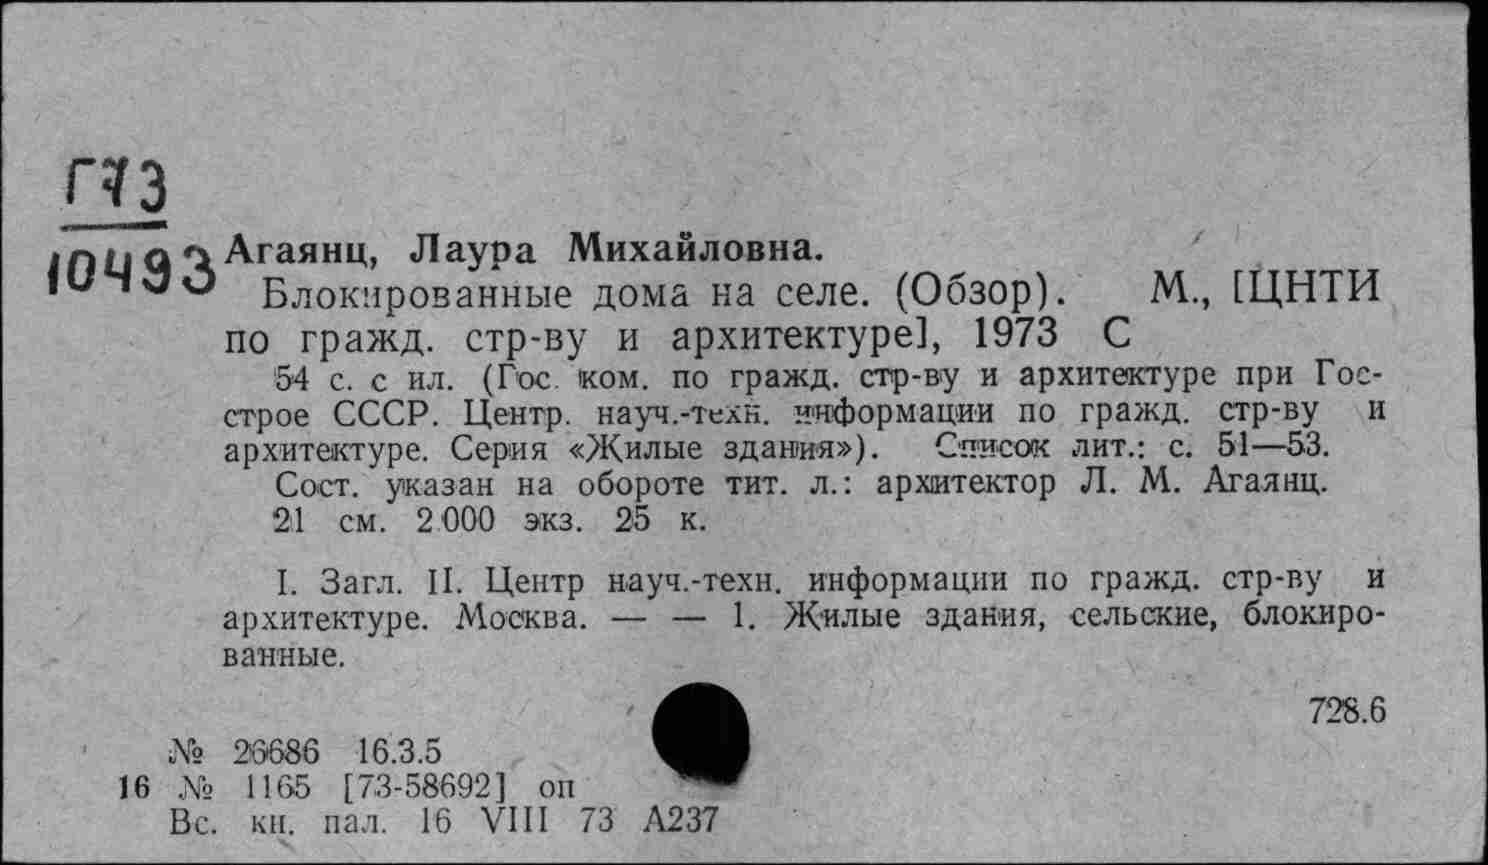 Г73
10493
Агаянц, Лаура Михайловна.
Блокированные дома на селе. (Обзор). М., [ЦНТИ
по гражд. стр-ву и архитектуре], 1973 С
54 с. с ил. (Гос. ком. по гражд. стр-ву и архитектуре при Гос-
строе СССР. Центр. науч.-техн. информации по гражд. стр-ву и
архитектуре. Серия «Жилые здания»). Список лит.: с. 51—53.
Сост. указан на обороте тит. л.: архитектор Л. М. Агаянц.
21 см. 2 000 экз. 25 к.
I. Загл. II. Центр науч.-техн. информации по гражд. стр-ву и
архитектуре. Москва. — — 1. Жилые здания, сельские, блокиро-
ванные.
728.6
№ 26686 16.3.5
16 № 1165 [73-58692] оп
Вс. кн. пал. 16 VIII 73 А237